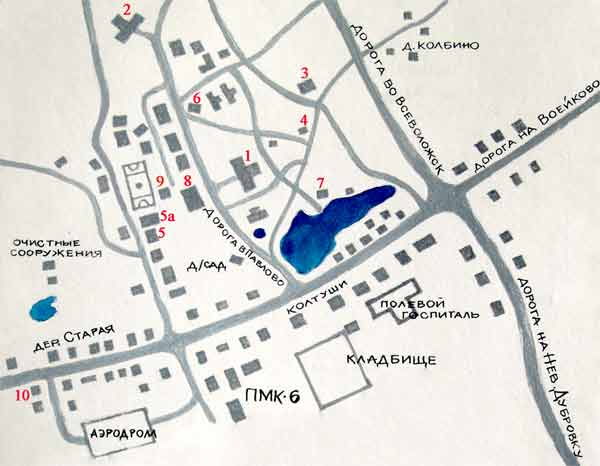 2
ДОРОГА ВО ВСЕВОЛОЖСК
Д. КОЛБИНО
3
6
ДОРОГА НА ВОЕЙКОВО
4
1
9
8
7
5а
5
ДОРОГА В ПАВЛОВО
ОЧИСТНЫЕ
СООРУЖЕНИЯ
Д/САД
КОЛТУШИ
ПОЛЕВОЙ
ГОСПИТАЛЬ
ДОРОГА НА НЕВ. ДУБРОВКУ
ДЕР. СТАРАЯ
КЛАДБИЩЕ
10
ПМК-6
АЭРОДРОМ